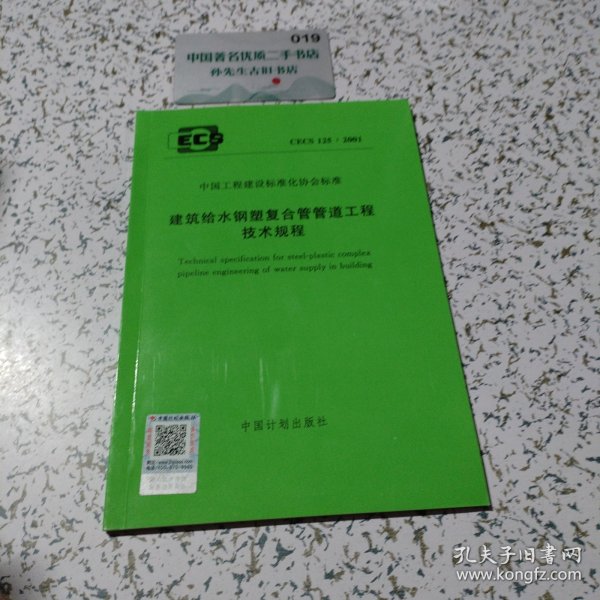 019
中国著名优质二手书店
孙先生古旧书店
ECS
CECS 125 : 2001
中国工程建设标准化协会标准
建筑给水钢塑复合管管道工程
技术规程
Technical specification for steel-plastic complex
pipeline engineering of water supply in building
中国计划出版社
孔夫子旧书网
www.kongfz.com